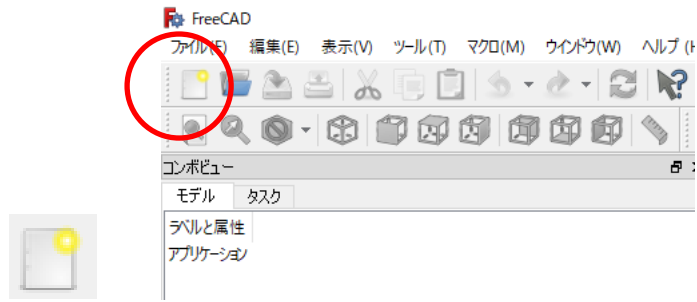 FreeCAD
ファイル(F) 編集(E) 表示(V) ツール(T) マクロ(M) ウインドウ(W) ヘルプ(H
コンボビュー
モデル タスク
ラベルと属性
アプリケーション